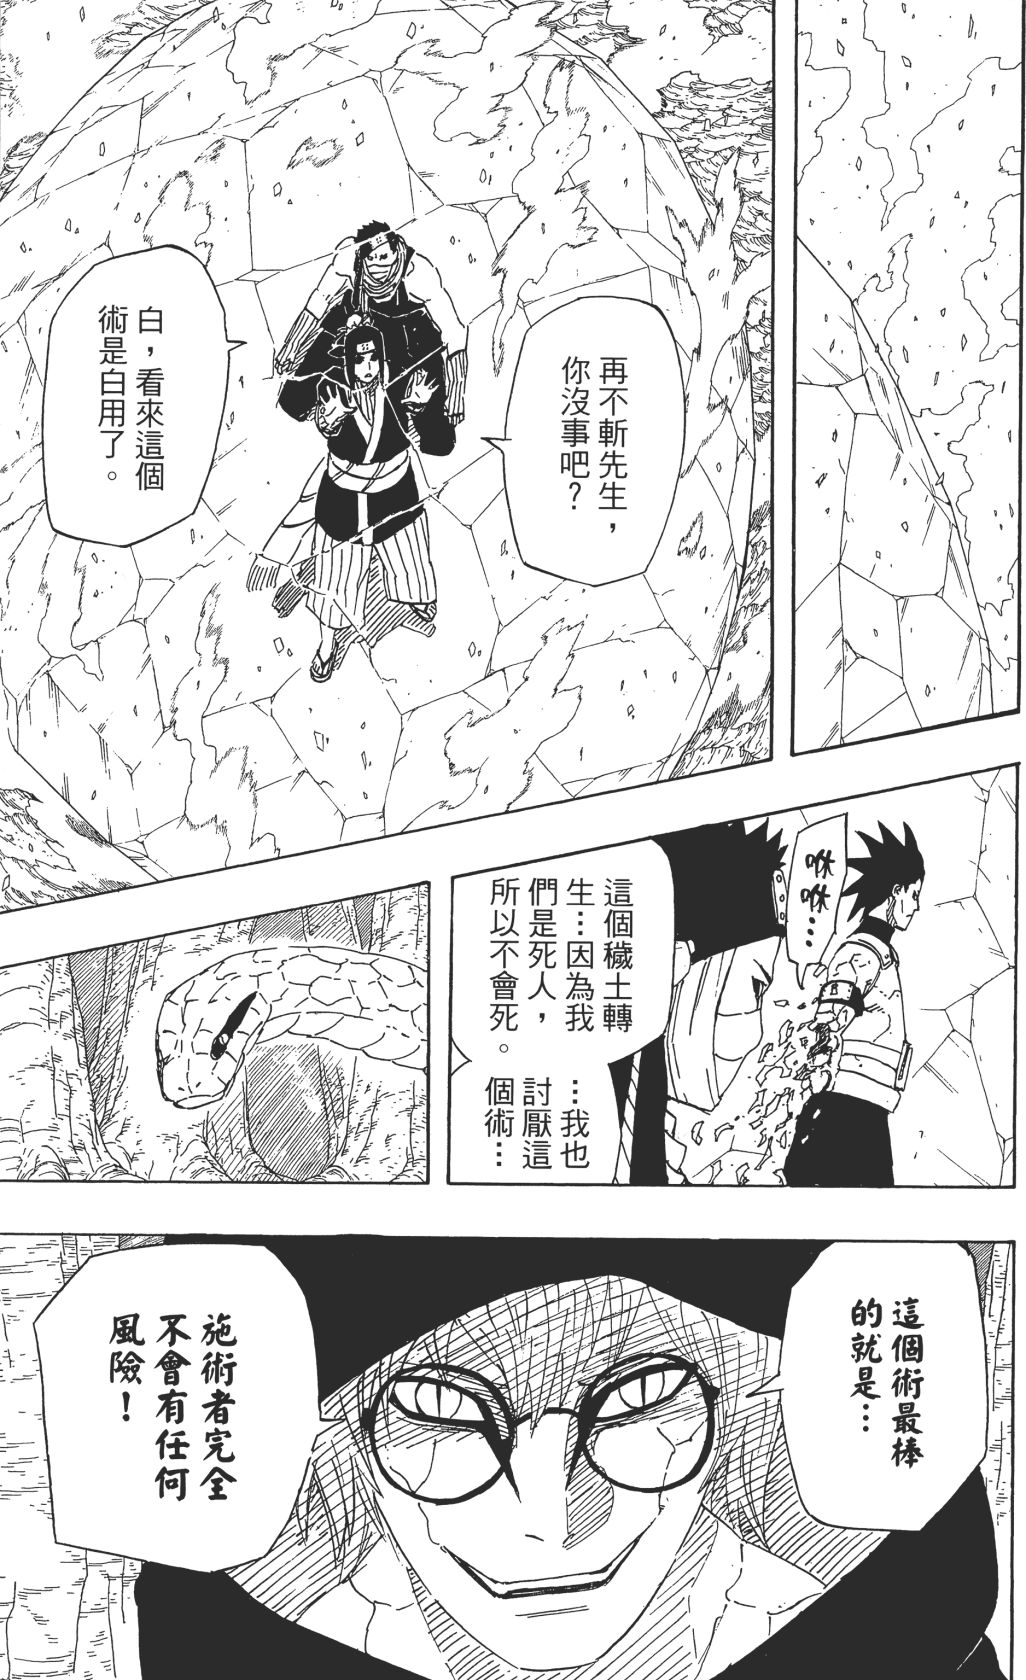 再不斬先生，
你沒事吧？
白，看來這個
術是白用了。
咻
咻…
這個穢土轉
生…因為我
們是死人，
所以不會死。
…我也
討厭這
個術…
這個術最棒
的就是…
施術者完全
不會有任何
風險！